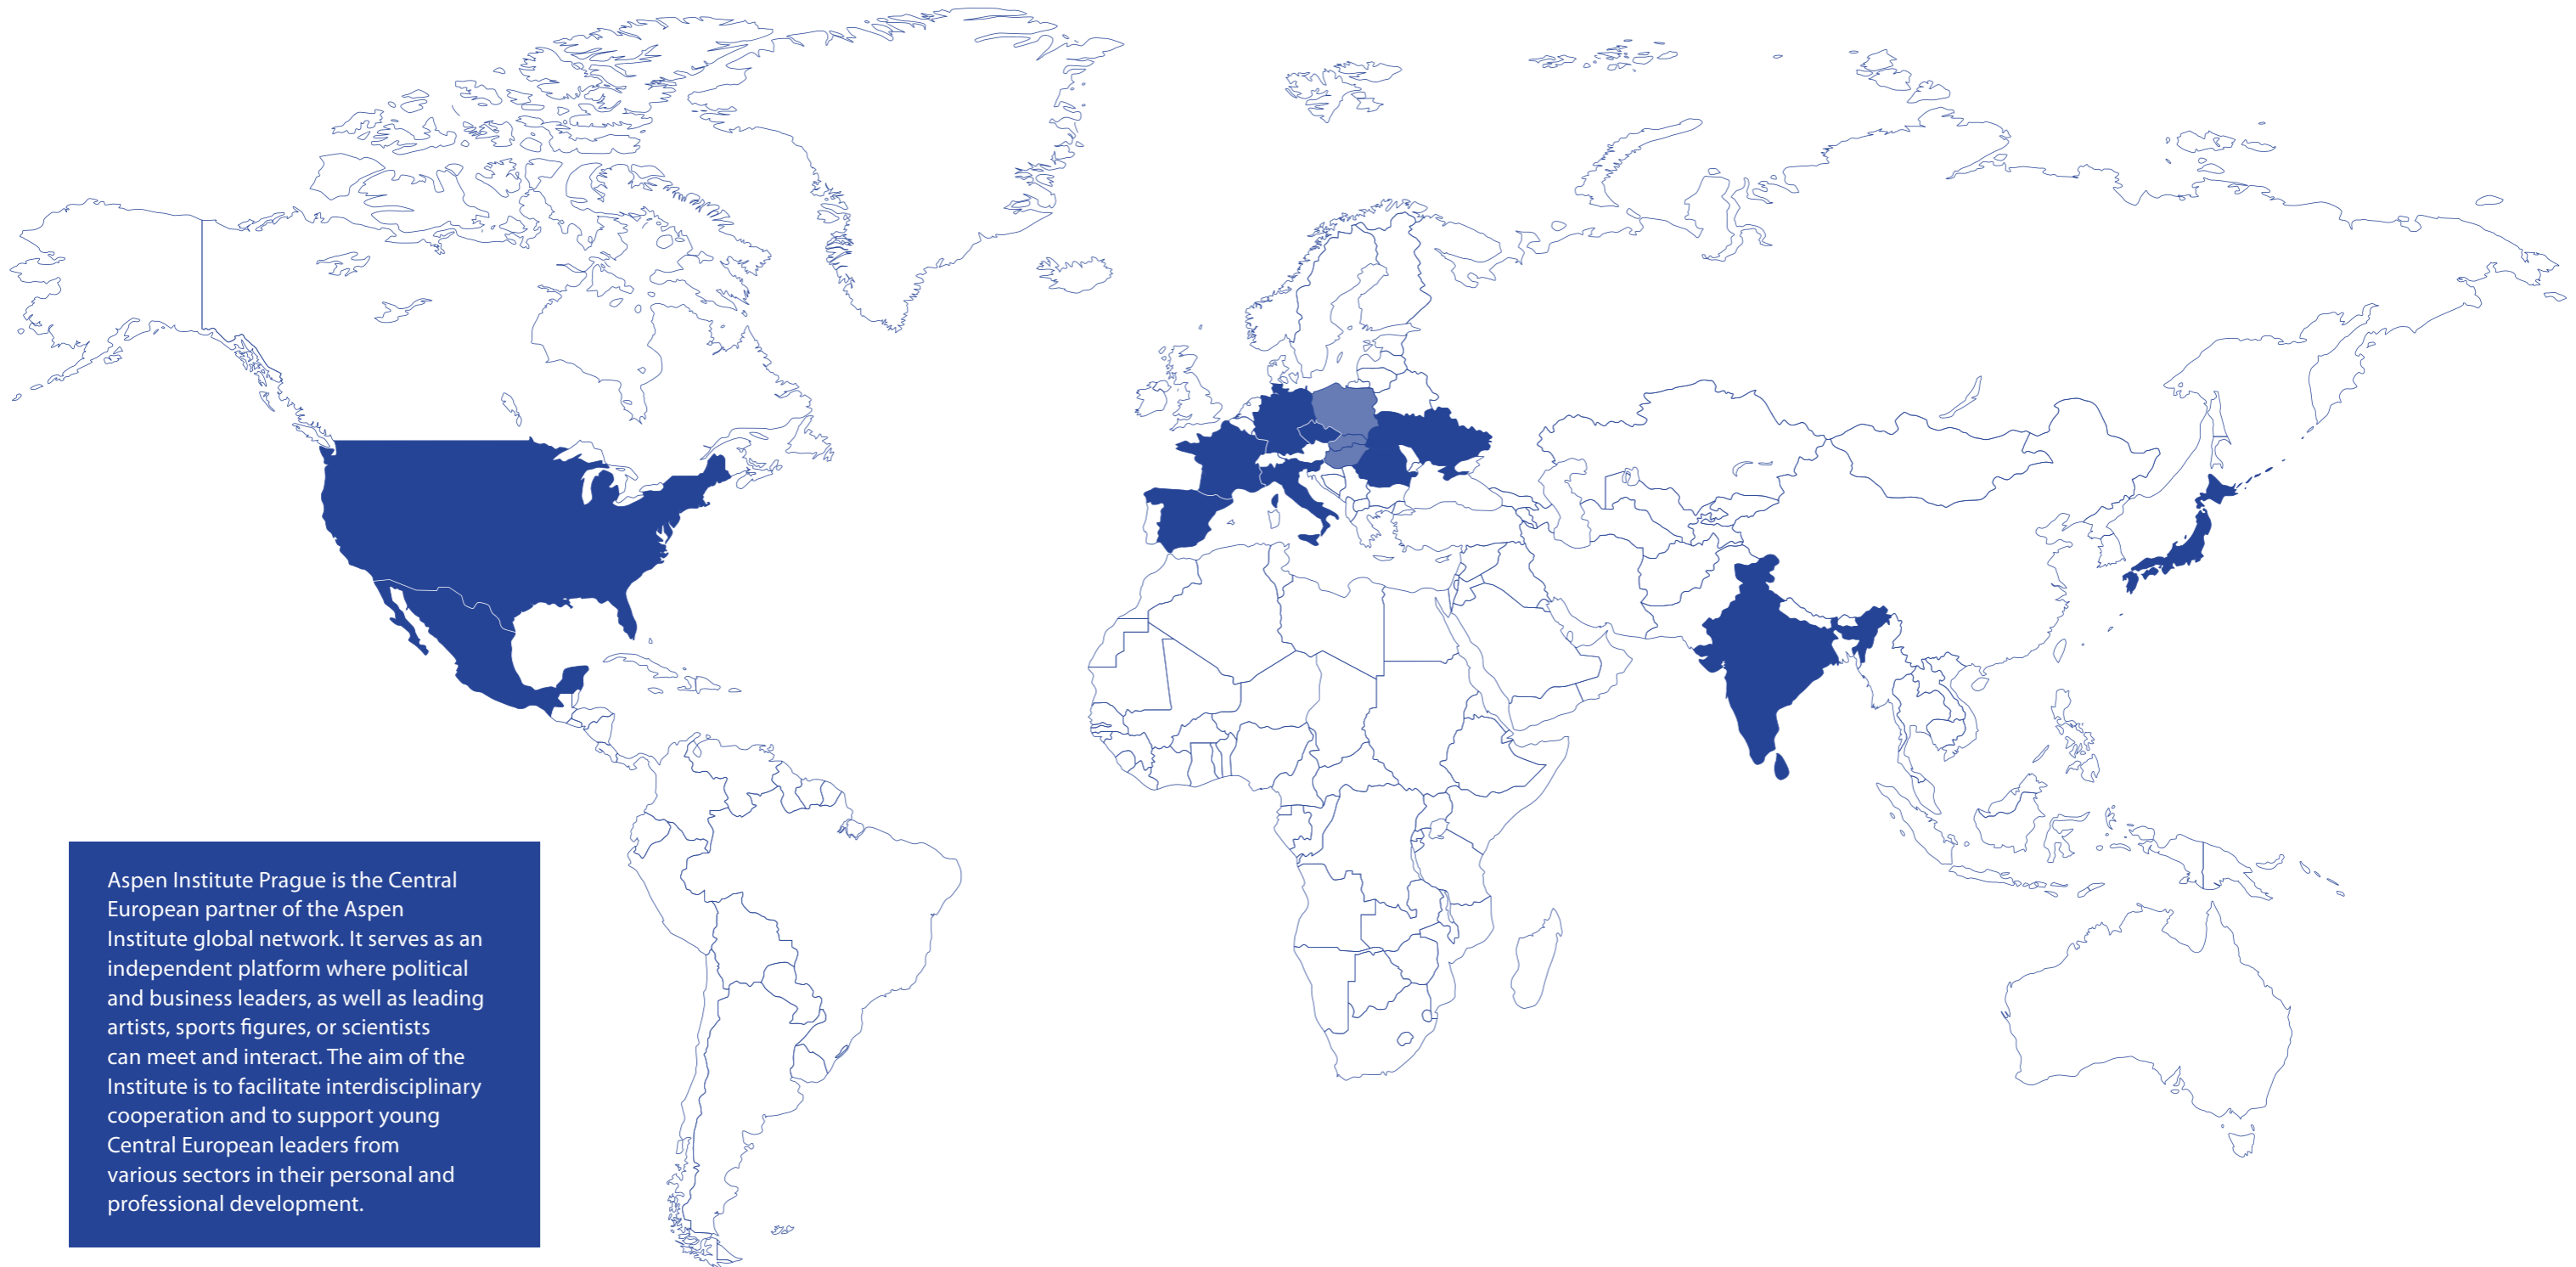 Aspen Institute Prague is the Central
European partner of the Aspen
Institute global network. It serves as an
independent platform where political
and business leaders, as well as leading
artists, sports figures, or scientists
can meet and interact. The aim of the
Institute is to facilitate interdisciplinary
cooperation and to support young
Central European leaders from
various sectors in their personal and
professional development.